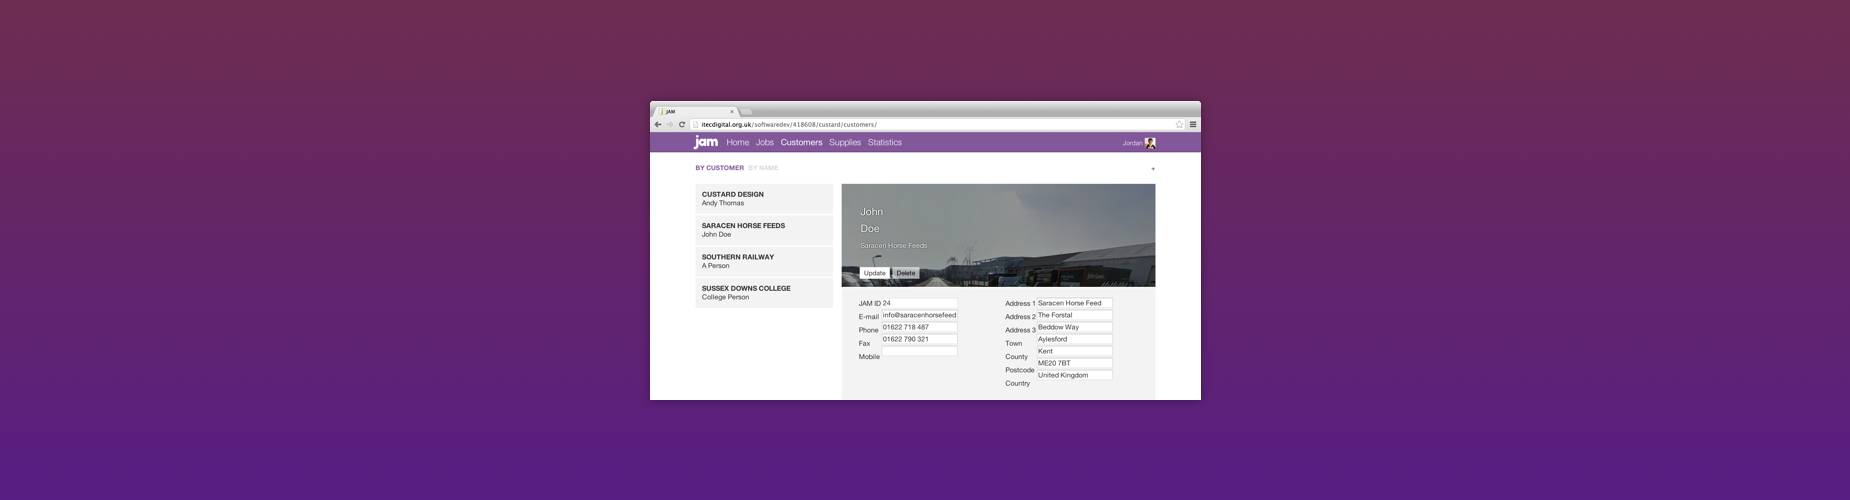 JAM
itecdigital.org.uk/softwaredev/418608/custard/customers/
jam Home Jobs Customers Supplies Statistics Jordan
BY CUSTOMER BY NAME +
CUSTARD DESIGN
Andy Thomas
SARACEN HORSE FEEDS
John Doe
SOUTHERN RAILWAY
A Person
SUSSEX DOWNS COLLEGE
College Person
John
Doe
Saracen Horse Feeds
Update Delete
JAM ID 24
E-mail info@saracenhorsefeed
Phone 01622 718 487
Fax 01622 790 321
Mobile
Address 1 Saracen Horse Feed
Address 2 The Forstal
Address 3 Beddow Way
Town Aylesford
County Kent
Postcode ME20 7BT
Country United Kingdom